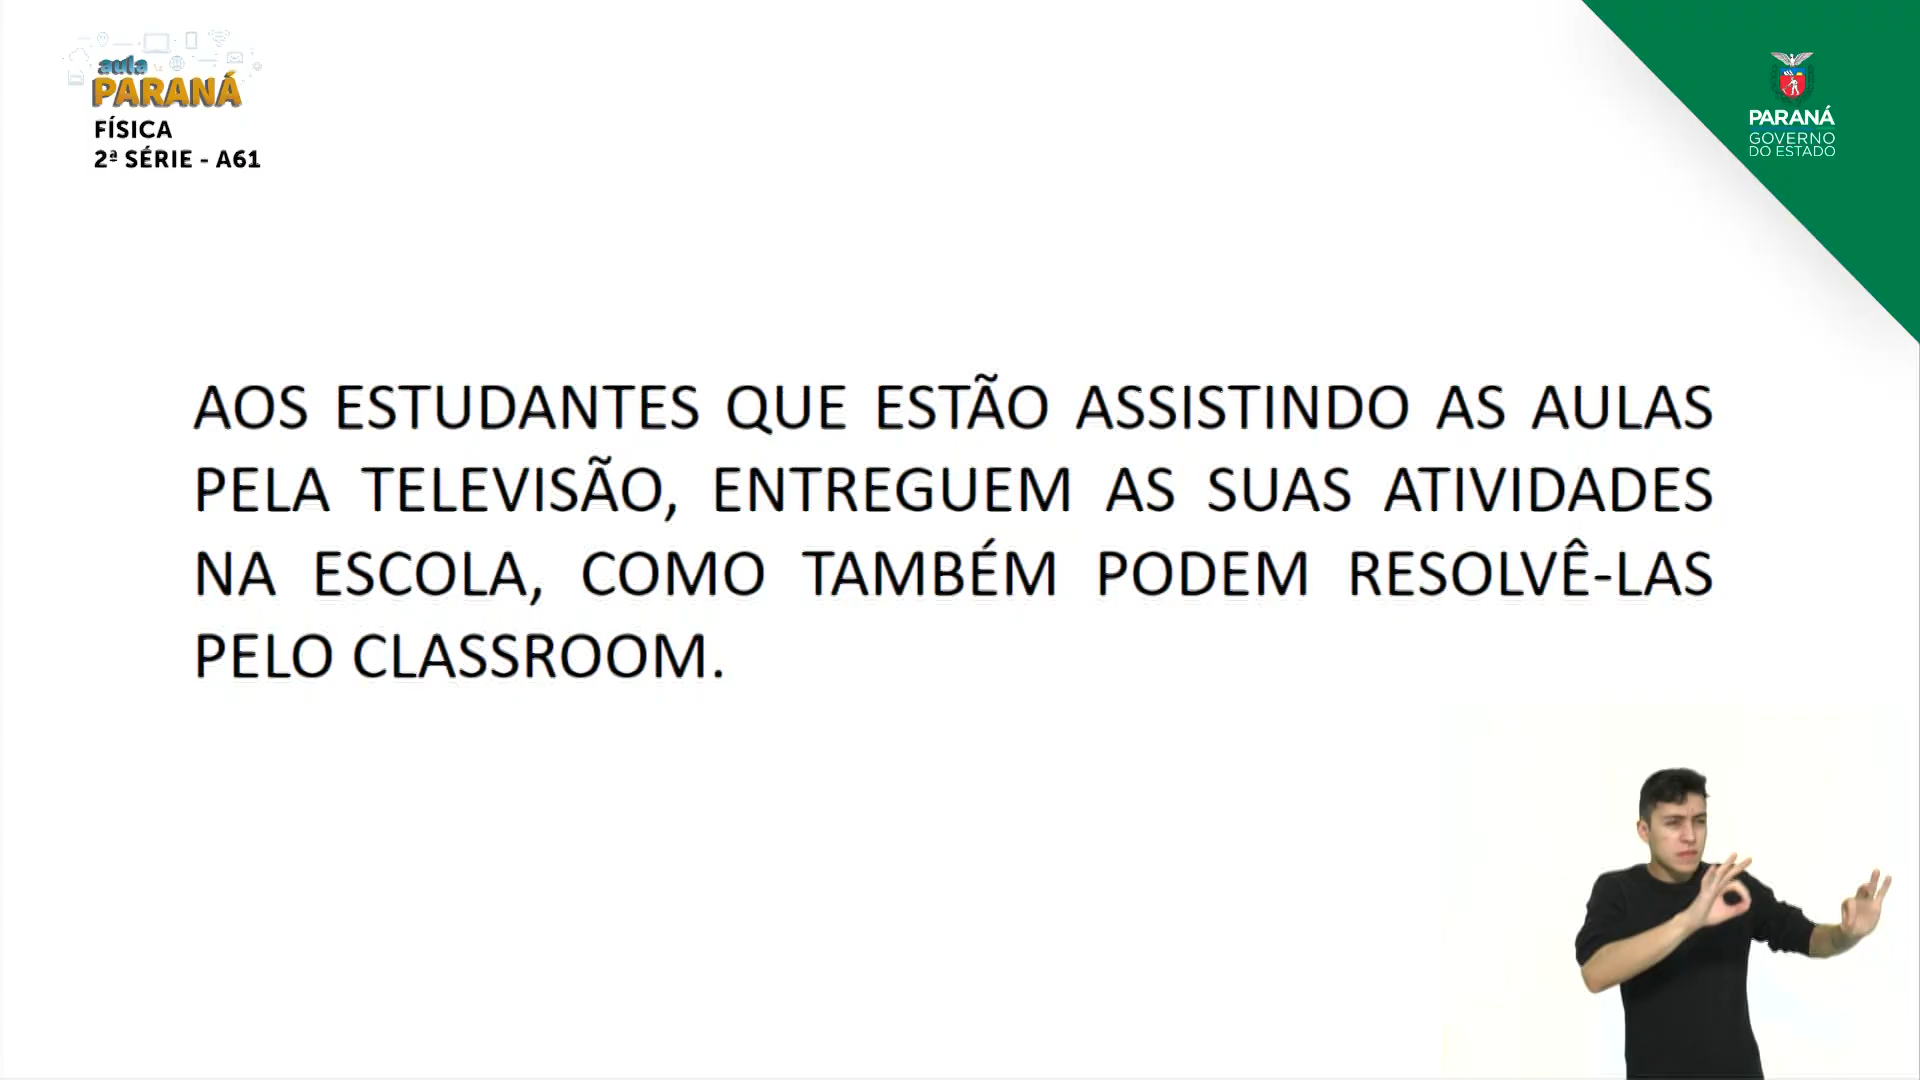 aula
PARANÁ
FÍSICA
2ª SÉRIE - A61
PARANÁ
GOVERNO
DO ESTADO
AOS ESTUDANTES QUE ESTÃO ASSISTINDO AS AULAS
PELA TELEVISÃO, ENTREGUEM AS SUAS ATIVIDADES
NA ESCOLA, COMO TAMBÉM PODEM RESOLVÊ-LAS
PELO CLASSROOM.